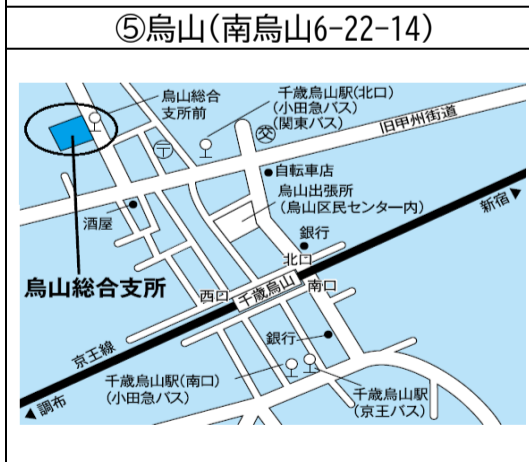 ⑤烏山(南烏山6-22-14)
烏山総合
支所前
千歳烏山駅(北口)
(小田急バス)
(関東バス)
旧甲州街道
〒
交
自転車店
烏山出張所
(烏山区民センター内)
新宿▶
酒屋
銀行
北口
烏山総合支所
西口
千歳烏山
南口
京王線
銀行
千歳烏山駅(南口)
(小田急バス)
千歳烏山駅
(京王バス)
◀調布